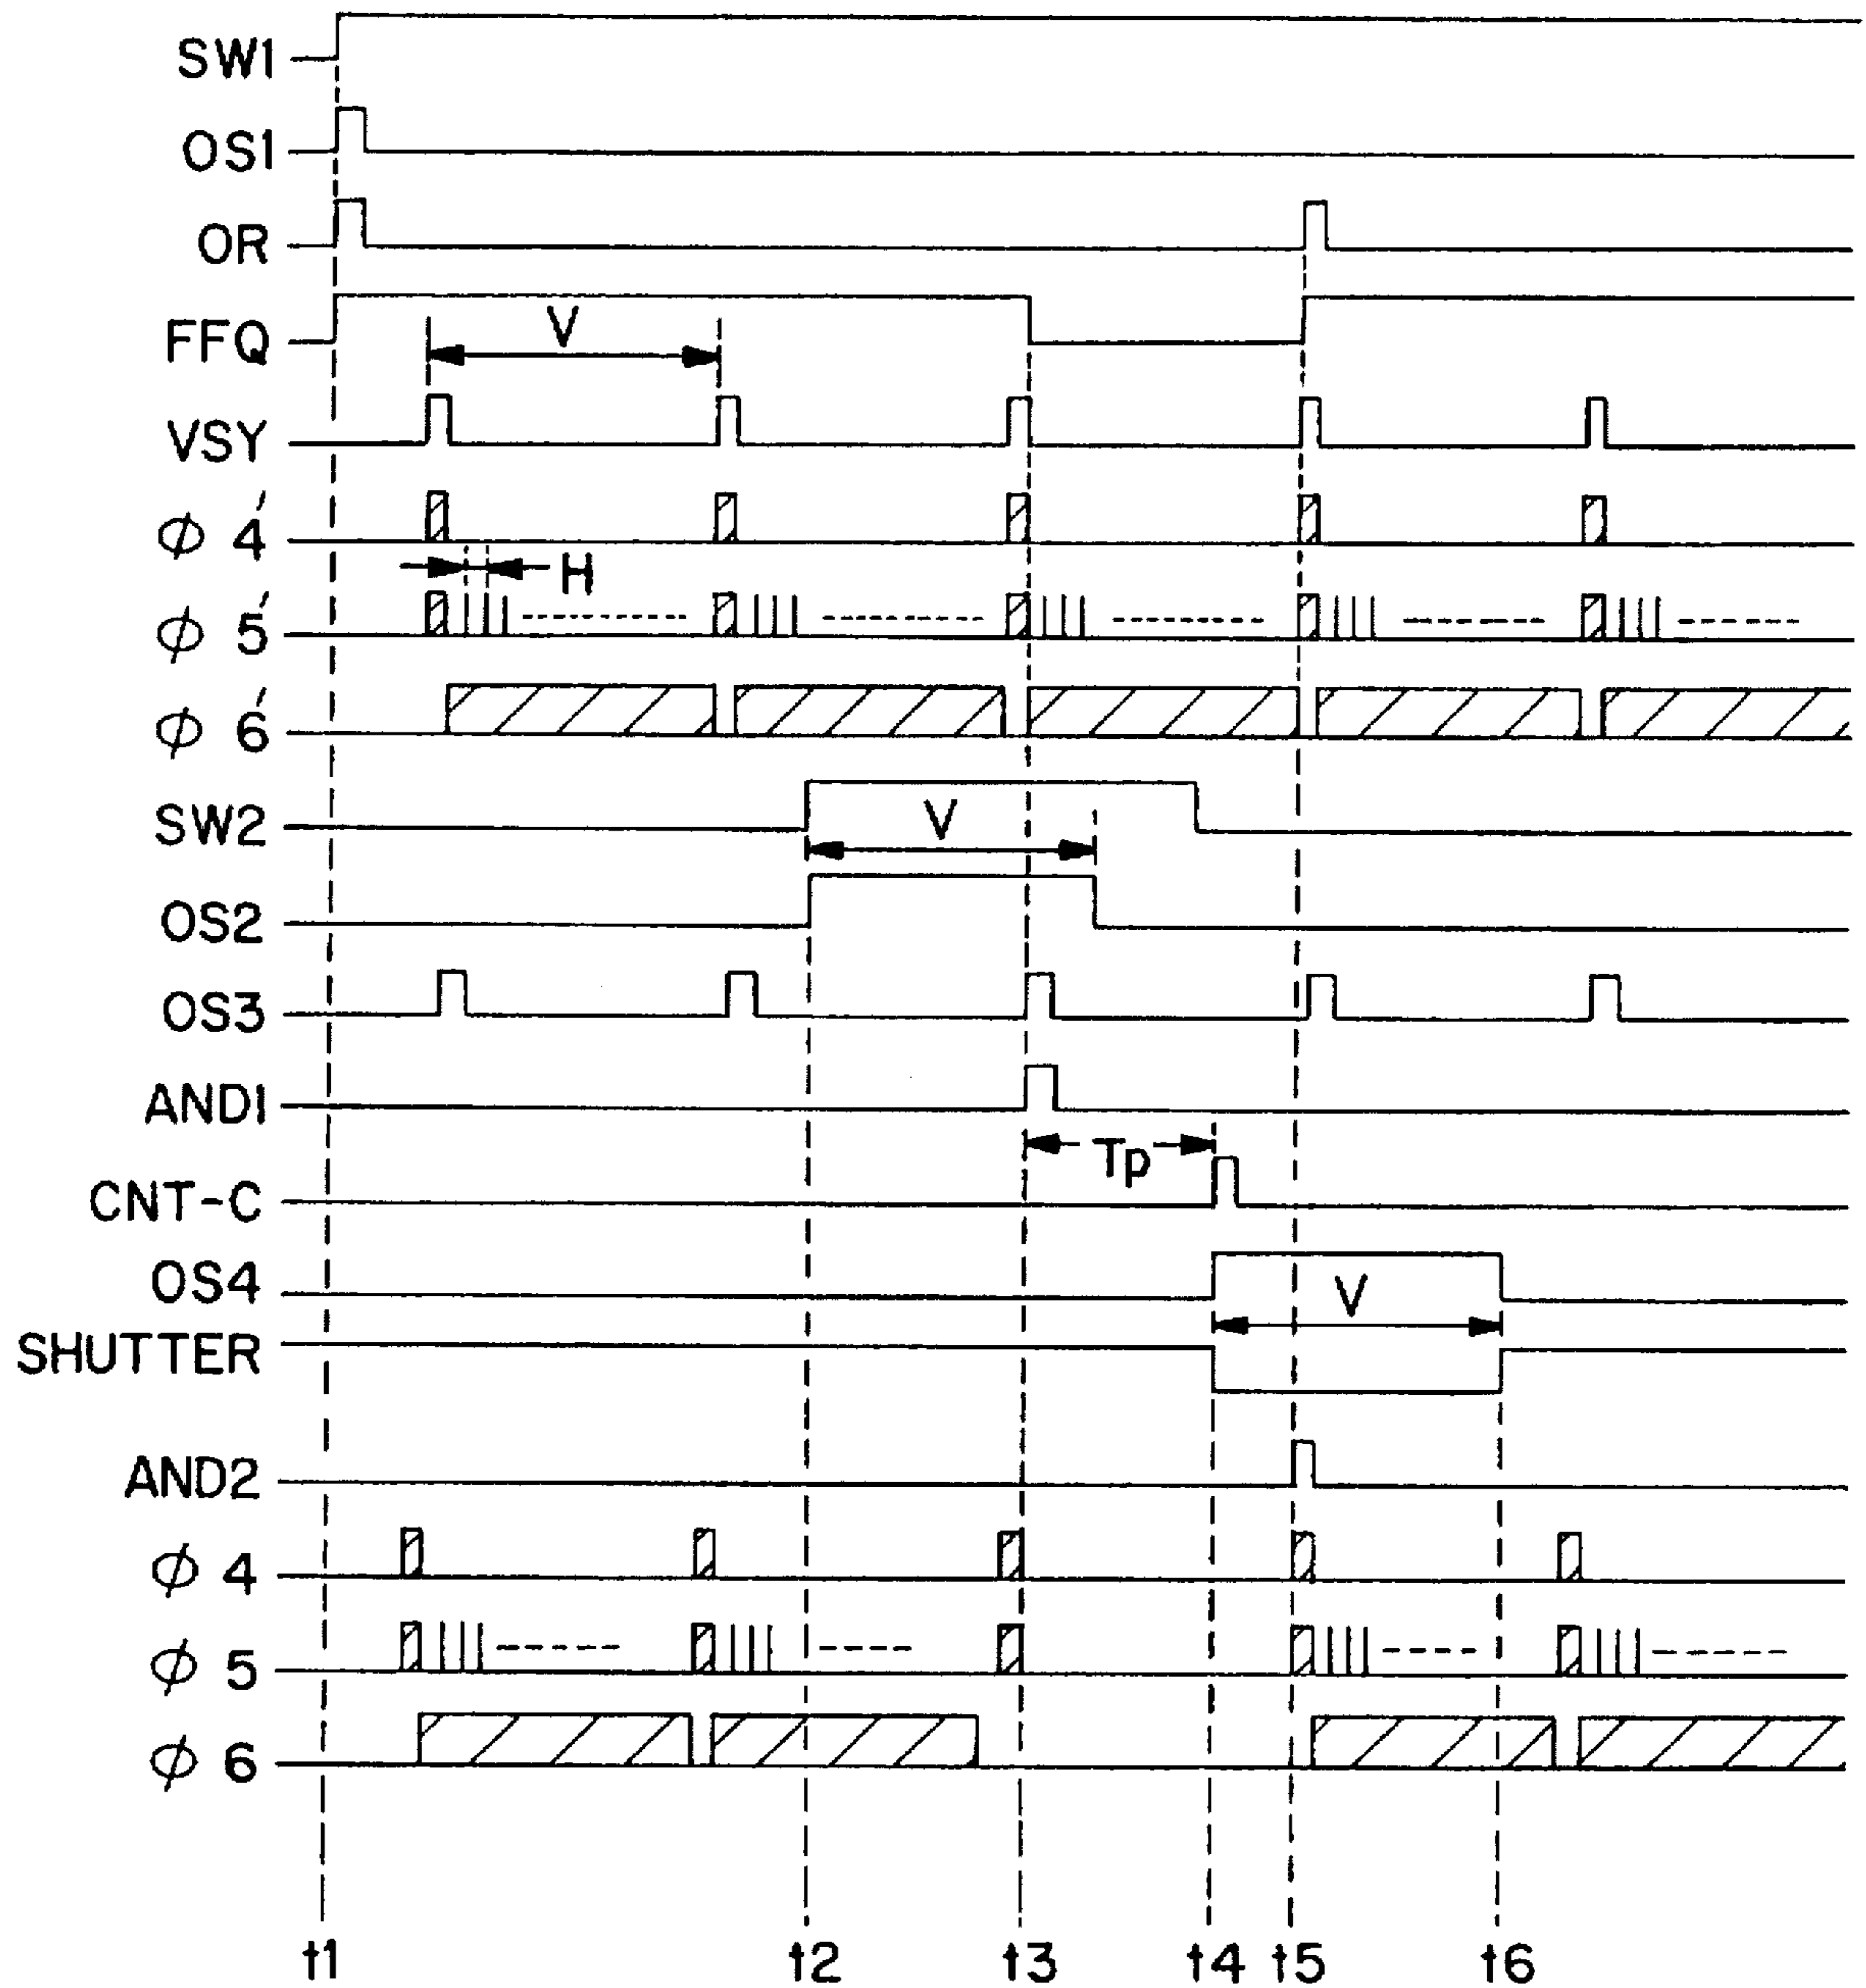 SW1
OS1
OR
FFQ
V
VSY
ϕ 4'
H
ϕ 5'
ϕ 6'
SW2
V
OS2
OS3
AND1
Tp
CNT-C
OS4
V
SHUTTER
AND2
ϕ 4
ϕ 5
ϕ 6
t1 t2 t3 t4 t5 t6